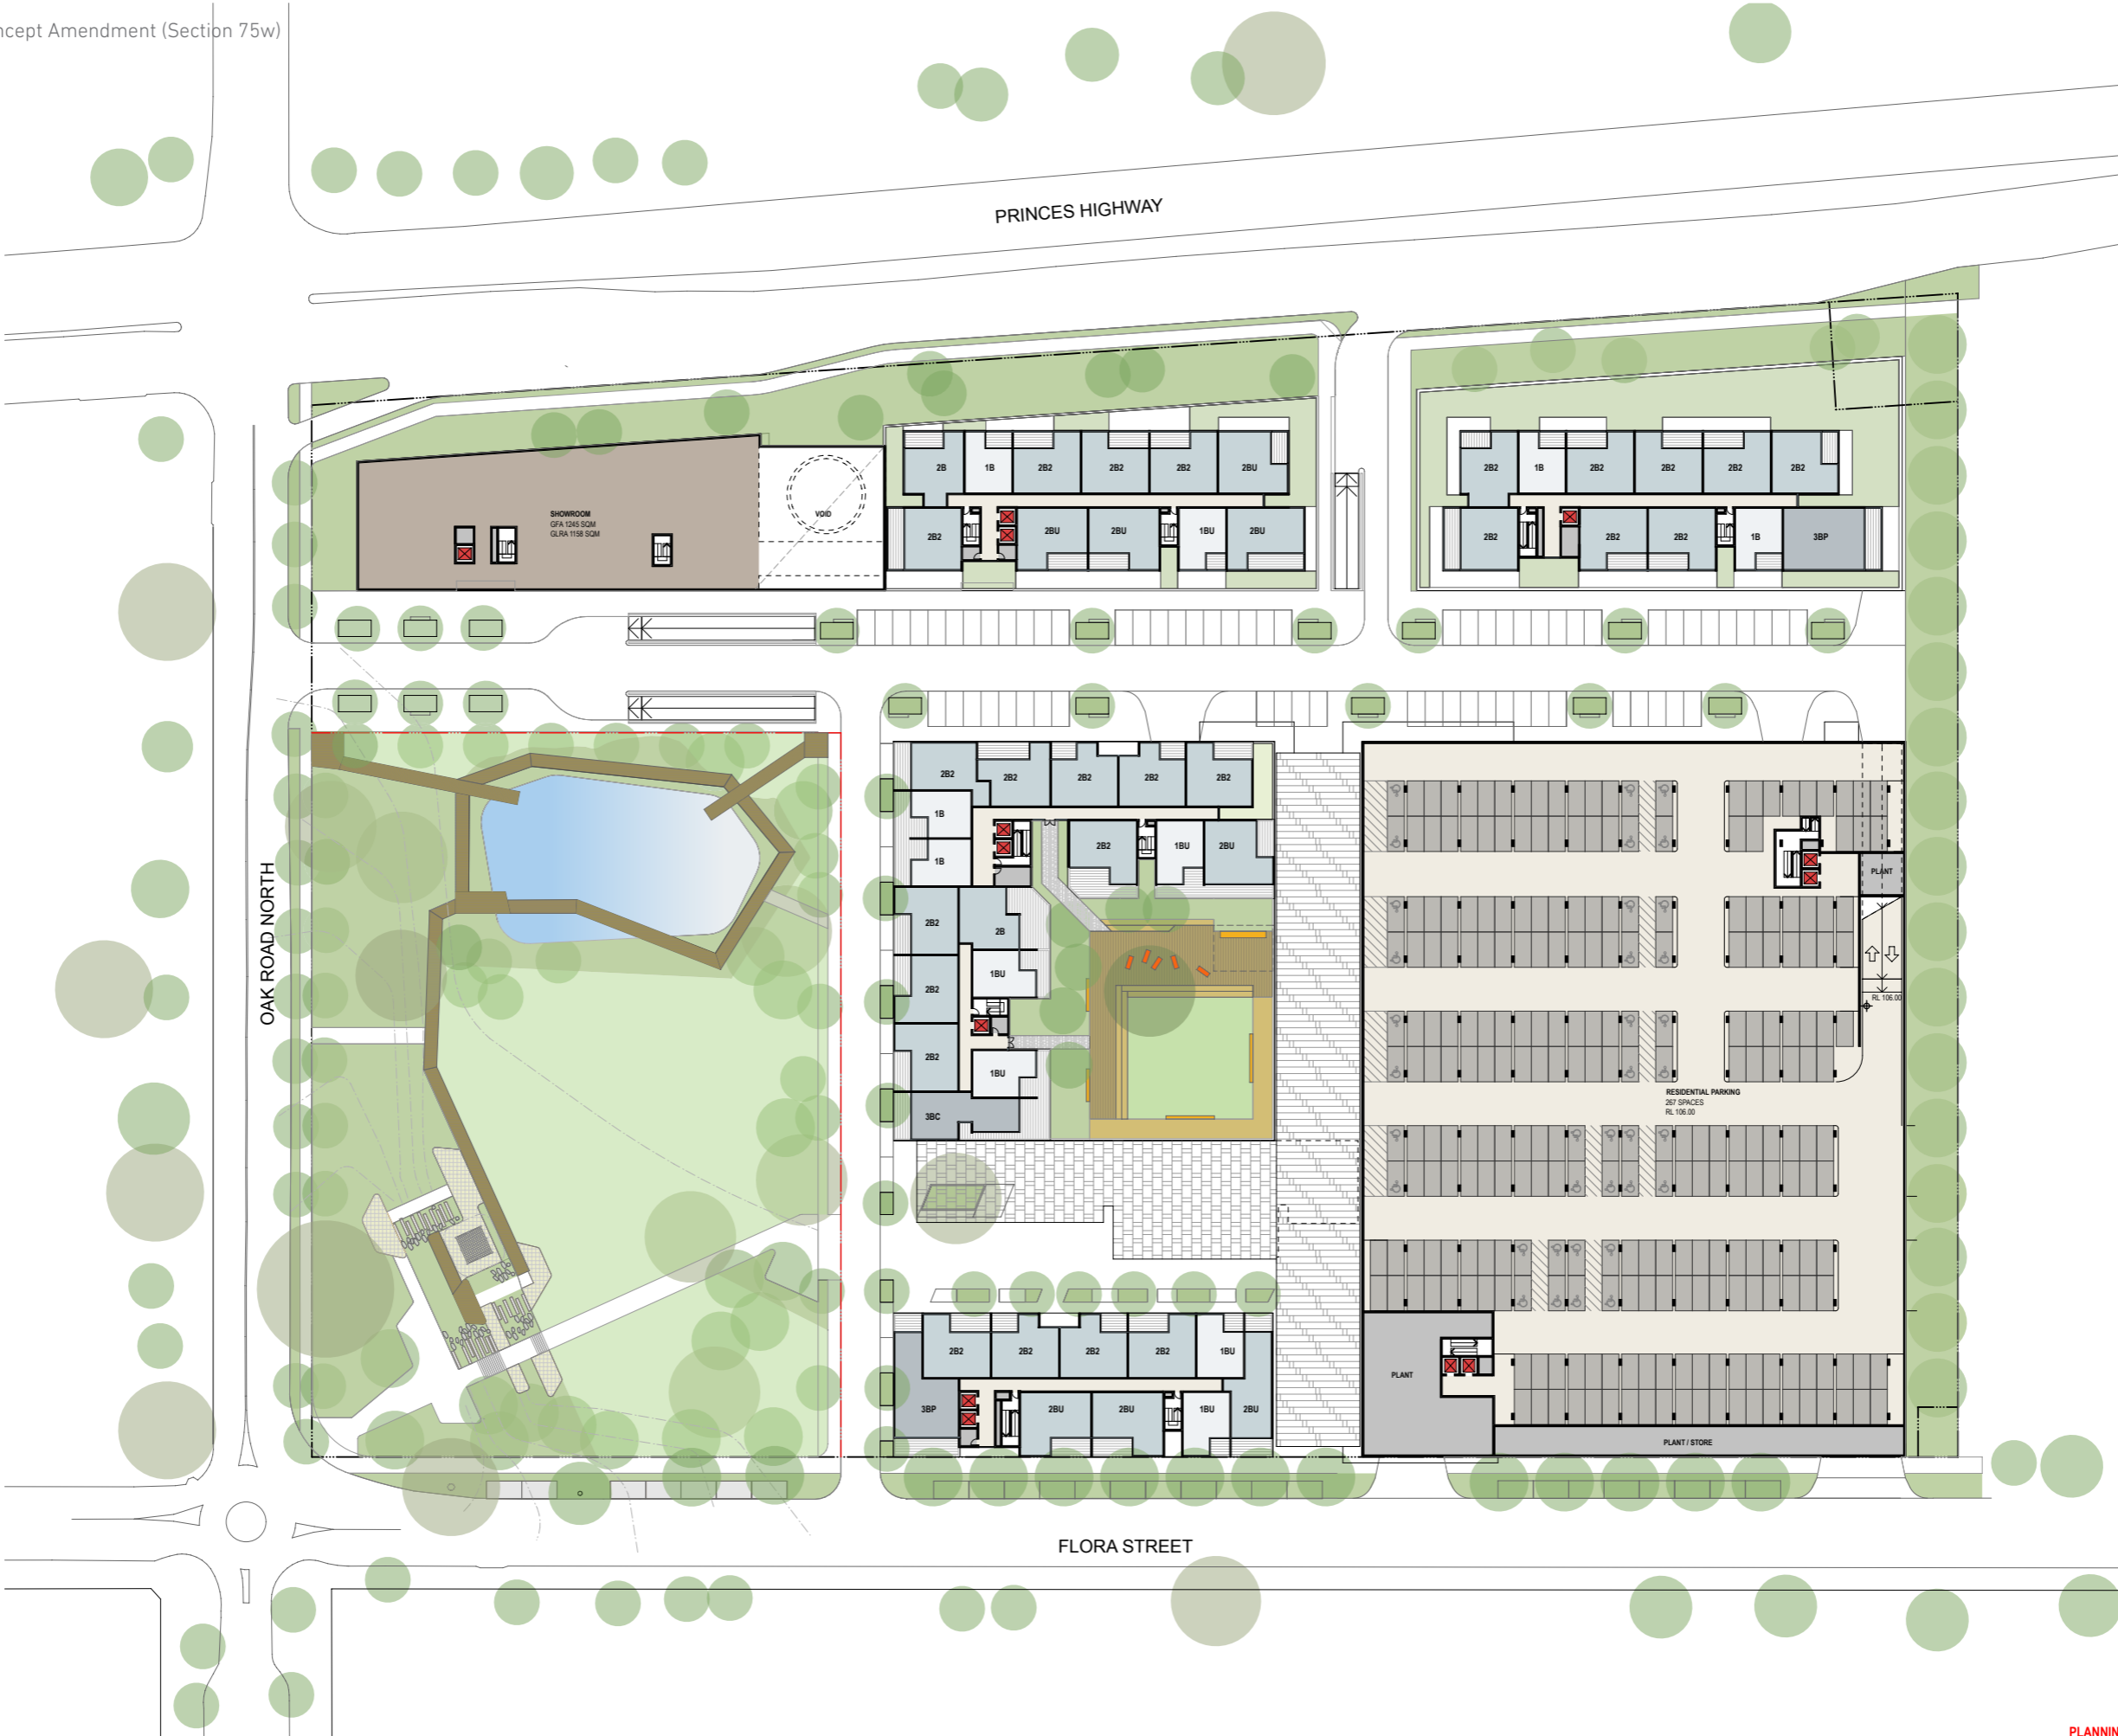 ncept Amendment (Section 75w)
PRINCES HIGHWAY
2B
1B
2B2
2B2
2B2
2BU
2B2
1B
2B2
2B2
2B2
2B2
SHOWROOM
GFA 1245 SQM
GLRA 1158 SQM
VOID
2B2
2BU
2BU
1BU
2BU
2B2
2B2
2B2
1B
3BP
2B2
2B2
2B2
2B2
2B2
1B
1B
2B2
1BU
2BU
PLANT
2B2
2B
1BU
2B2
RL 106.00
OAK ROAD NORTH
2B2
1BU
3BC
RESIDENTIAL PARKING
267 SPACES
RL 106.00
2B2
2B2
2B2
2B2
1BU
3BP
2BU
2BU
1BU
2BU
PLANT
PLANT / STORE
FLORA STREET
PLANNIN